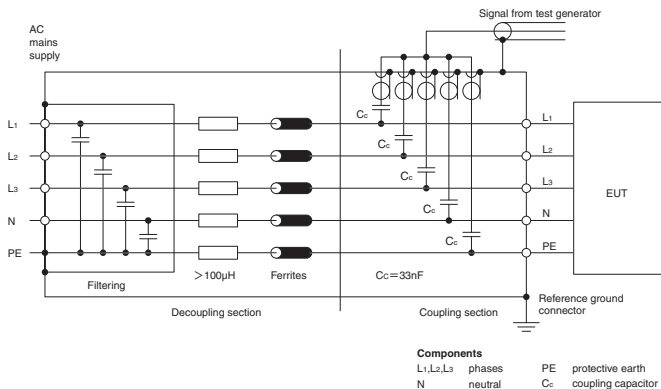 Signal from test generator
AC
mains
supply
L1
L2
L3
N
PE
Cc
Cc
Cc
Cc
Cc
L1
L2
L3
N
PE
EUT
Filtering
>100μH
Ferrites
Cc=33nF
Decoupling section
Coupling section
Reference ground
connector
Components
L1,L2,L3 phases PE protective earth
N neutral Cc coupling capacitor